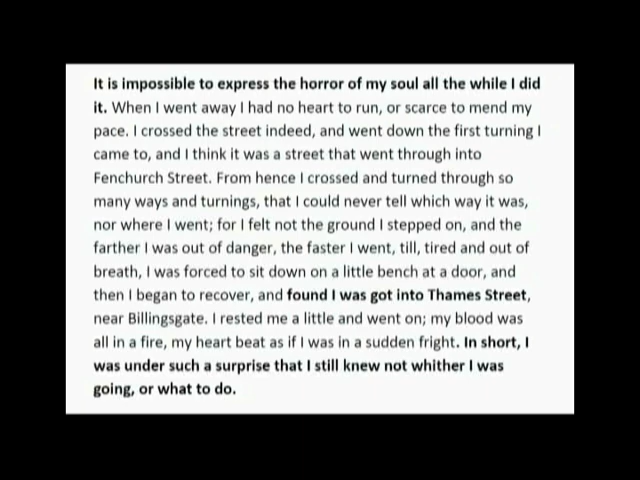 It is impossible to express the horror of my soul all the while I did
it. When I went away I had no heart to run, or scarce to mend my
pace. I crossed the street indeed, and went down the first turning I
came to, and I think it was a street that went through into
Fenchurch Street. From hence I crossed and turned through so
many ways and turnings, that I could never tell which way it was,
nor where I went; for I felt not the ground I stepped on, and the
farther I was out of danger, the faster I went, till, tired and out of
breath, I was forced to sit down on a little bench at a door, and
then I began to recover, and found I was got into Thames Street,
near Billingsgate. I rested me a little and went on; my blood was
all in a fire, my heart beat as if I was in a sudden fright. In short, I
was under such a surprise that I still knew not whither I was
going, or what to do.